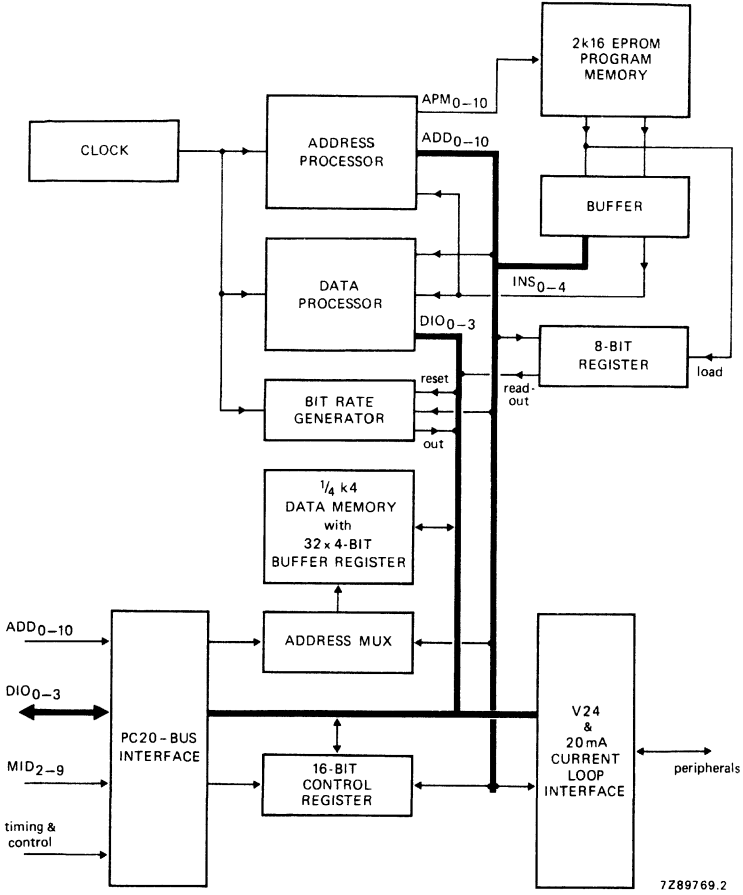 2k16 EPROM
PROGRAM
MEMORY
APM0–10
CLOCK
ADDRESS
PROCESSOR
ADD0–10
BUFFER
DATA
PROCESSOR
INS0–4
DIO0–3
8-BIT
REGISTER
load
reset
read-
out
BIT RATE
GENERATOR
out
1/4 k4
DATA MEMORY
with
32 x 4-BIT
BUFFER REGISTER
ADD0–10
ADDRESS MUX
DIO0–3
PC20-BUS
INTERFACE
V24
&
20mA
CURRENT
LOOP
INTERFACE
MID2–9
16-BIT
CONTROL
REGISTER
peripherals
timing &
control
7Z89769.2